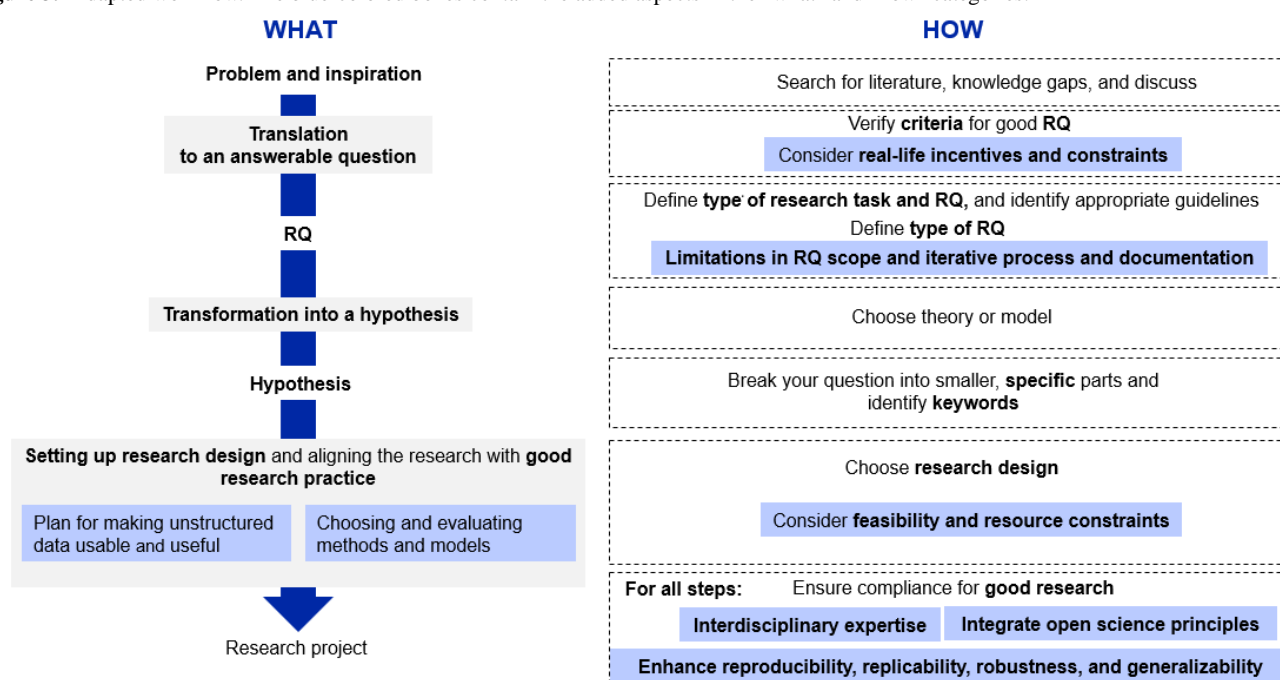 WHAT
Problem and inspiration
Translation
to an answerable question
RQ
Transformation into a hypothesis
Hypothesis
Setting up research design and aligning the research with good
research practice
Plan for making unstructured
data usable and useful
Choosing and evaluating
methods and models
Research project
HOW
Search for literature, knowledge gaps, and discuss
Verify criteria for good RQ
Consider real-life incentives and constraints
Define type of research task and RQ, and identify appropriate guidelines
Define type of RQ
Limitations in RQ scope and iterative process and documentation
Choose theory or model
Break your question into smaller, specific parts and
identify keywords
Choose research design
Consider feasibility and resource constraints
For all steps: Ensure compliance for good research
Interdisciplinary expertise
Integrate open science principles
Enhance reproducibility, replicability, robustness, and generalizability